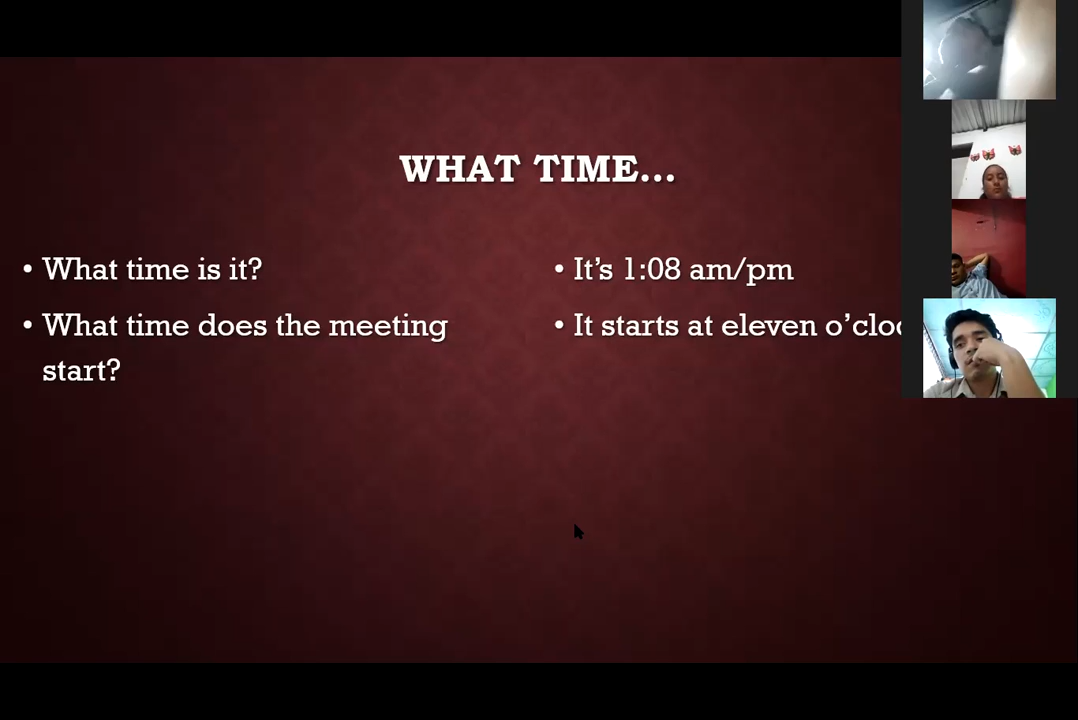 WHAT TIME...
• What time is it?
• What time does the meeting
start?
• It's 1:08 am/pm
• It starts at eleven